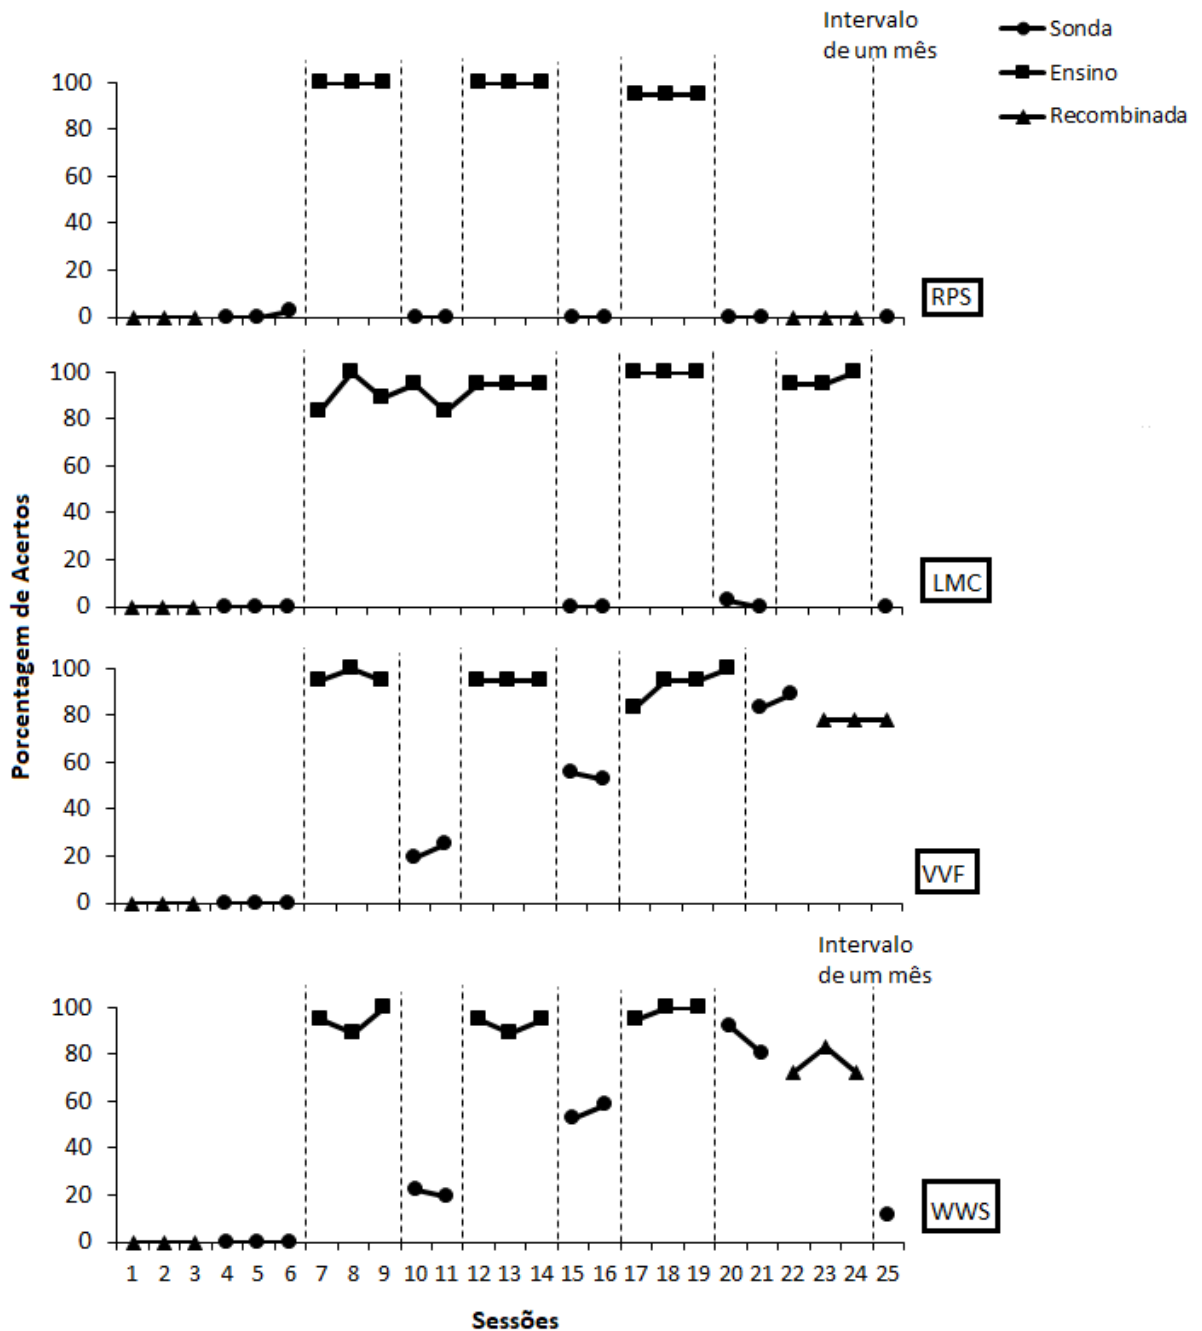 Intervalo
de um mês
Sonda
Ensino
Recombinada
Porcentagem de Acertos
100
80
60
40
20
0
RPS
100
80
60
40
20
0
LMC
100
80
60
40
20
0
VVF
Intervalo
de um mês
100
80
60
40
20
0
WWS
1 2 3 4 5 6 7 8 9 10 11 12 13 14 15 16 17 18 19 20 21 22 23 24 25
Sessões